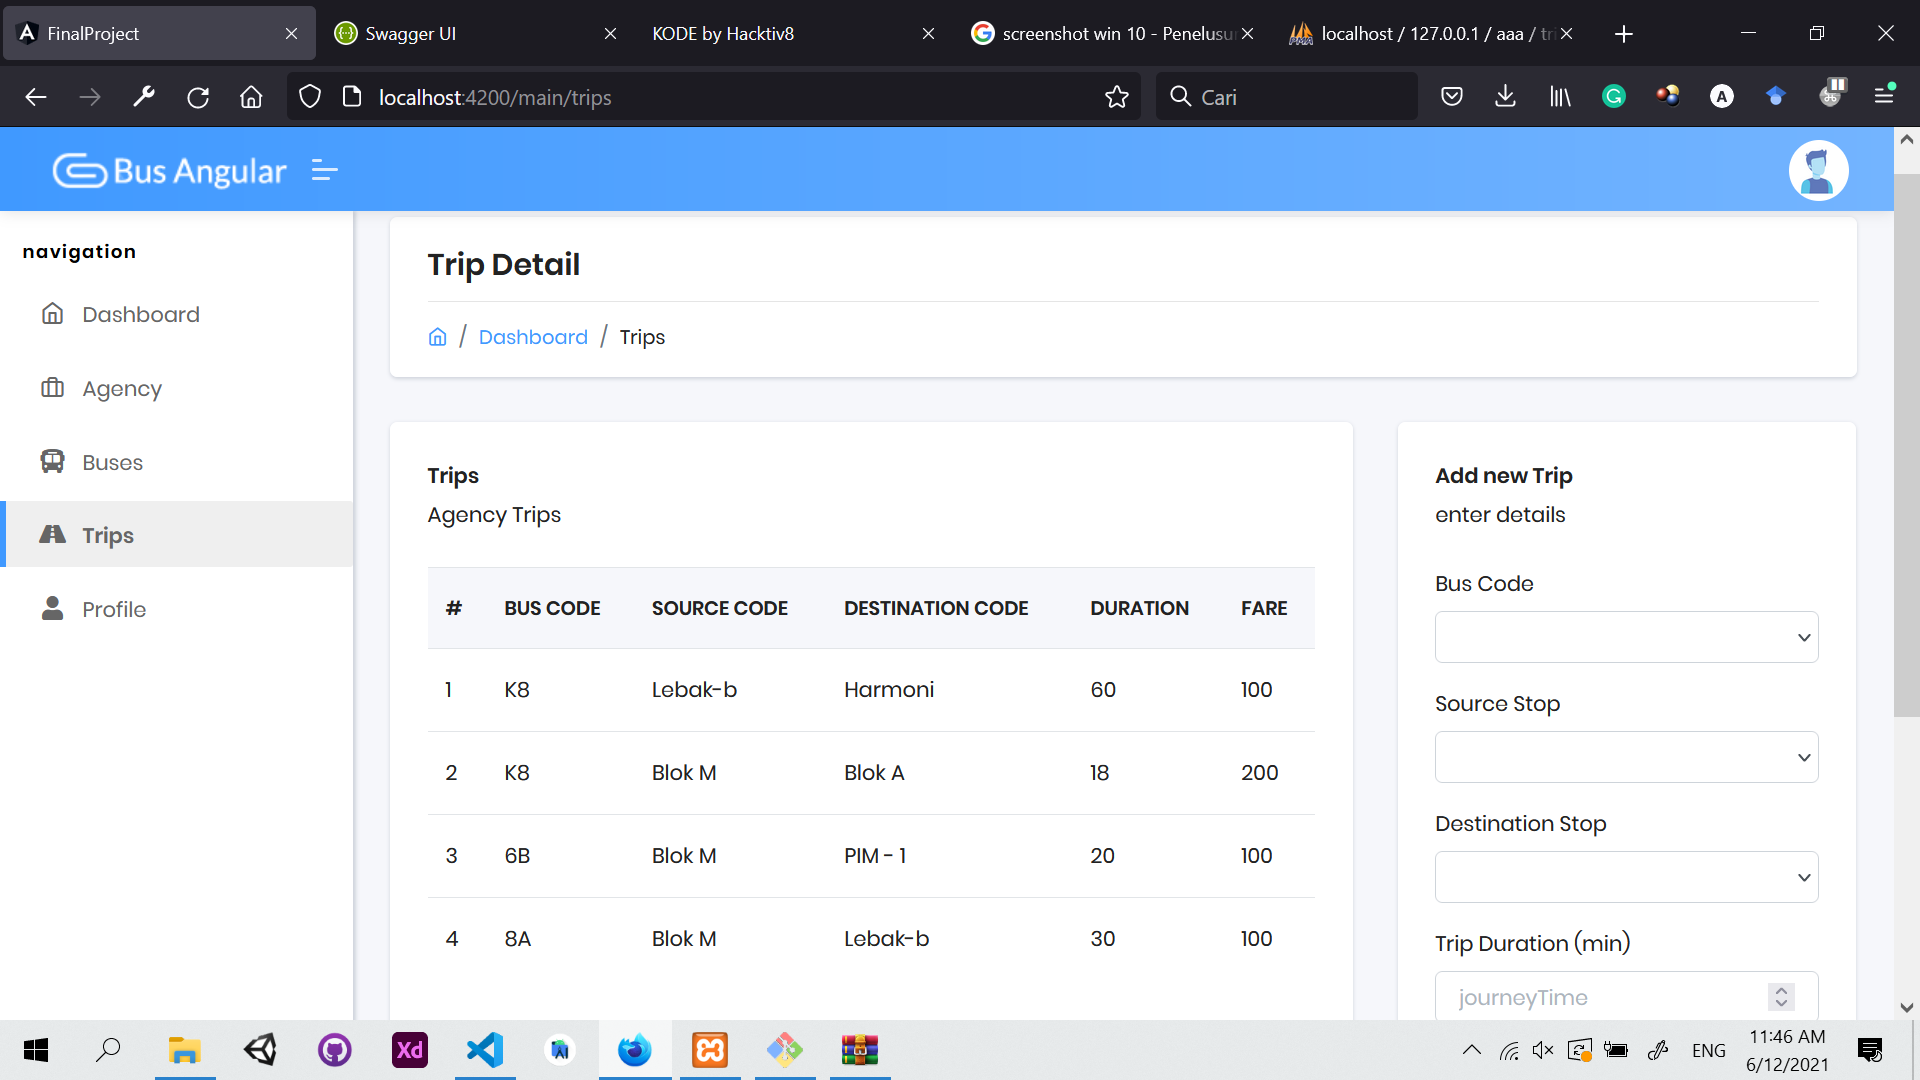 FinalProject
Swagger UI
KODE by Hacktiv8
screenshot win 10 - Penelusu
localhost / 127.0.0.1 / aaa / tri
localhost:4200/main/trips
Cari
Bus Angular
navigation
Dashboard
Agency
Buses
Trips
Profile
Trip Detail
/ Dashboard / Trips
Trips
Agency Trips
# BUS CODE SOURCE CODE DESTINATION CODE DURATION FARE
1 K8 Lebak-b Harmoni 60 100
2 K8 Blok M Blok A 18 200
3 6B Blok M PIM - 1 20 100
4 8A Blok M Lebak-b 30 100
Add new Trip
enter details
Bus Code
Source Stop
Destination Stop
Trip Duration (min)
journeyTime
Xd
ENG
11:46 AM
6/12/2021